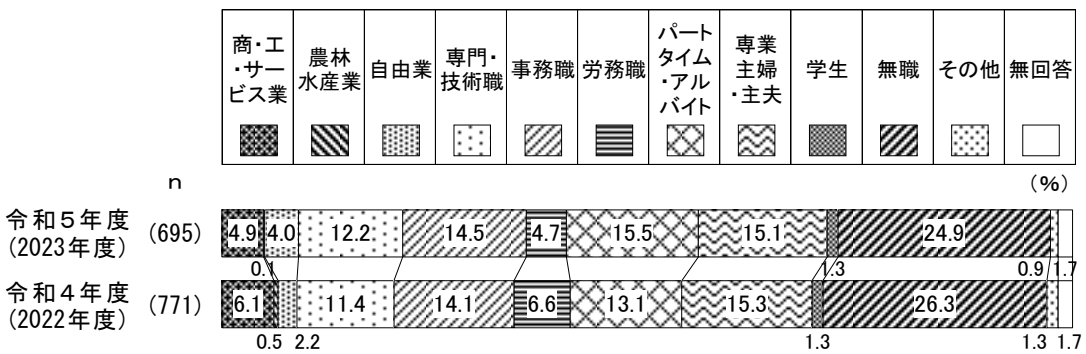 商・工・サービス業
農林水産業
自由業
専門・技術職
事務職
労務職
パートタイム・アルバイト
専業主婦・主夫
学生
無職
その他
無回答
n
(%)
令和5年度
(2023年度)
(695)
4.9 4.0 12.2 14.5 4.7 15.5 15.1 24.9
0.1 1.3 0.9 1.7
令和4年度
(2022年度)
(771)
6.1 11.4 14.1 6.6 13.1 15.3 26.3
0.5 2.2 1.3 1.3 1.7